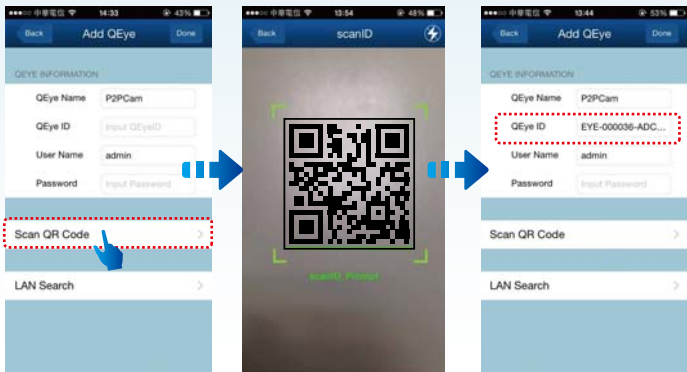 中華電信 14:33 43%
Back Add QEye Done
QEYE INFORMATION
QEye Name P2PCam
QEye ID Input QEyeID
User Name admin
Password Input Password
Scan QR Code
LAN Search
中華電信 13:54 48%
Back scanID
scanID_Prompt
中華電信 13:44 53%
Back Add QEye Done
QEYE INFORMATION
QEye Name P2PCam
QEye ID EYE-000036-ADC...
User Name admin
Password Input Password
Scan QR Code
LAN Search